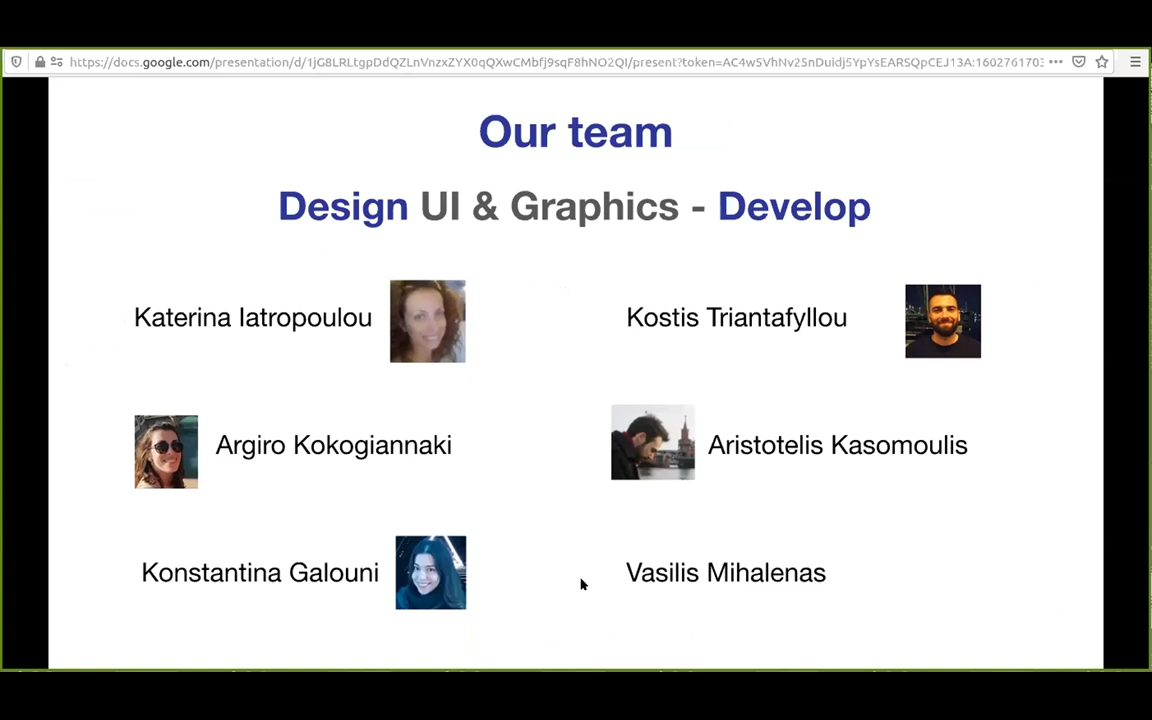 https://docs.google.com/presentation/d/1jG8LRLtgpDdQZLnVnzxZYX0qQXwCMbfj9sqF8hNO2QI/present?token=AC4w5VhNv25nDuidj5YpYsEARSQpCEJ13A:1602761703
Our team
Design UI & Graphics - Develop
Katerina Iatropoulou
Kostis Triantafyllou
Argiro Kokogiannaki
Aristotelis Kasomoulis
Konstantina Galouni
Vasilis Mihalenas